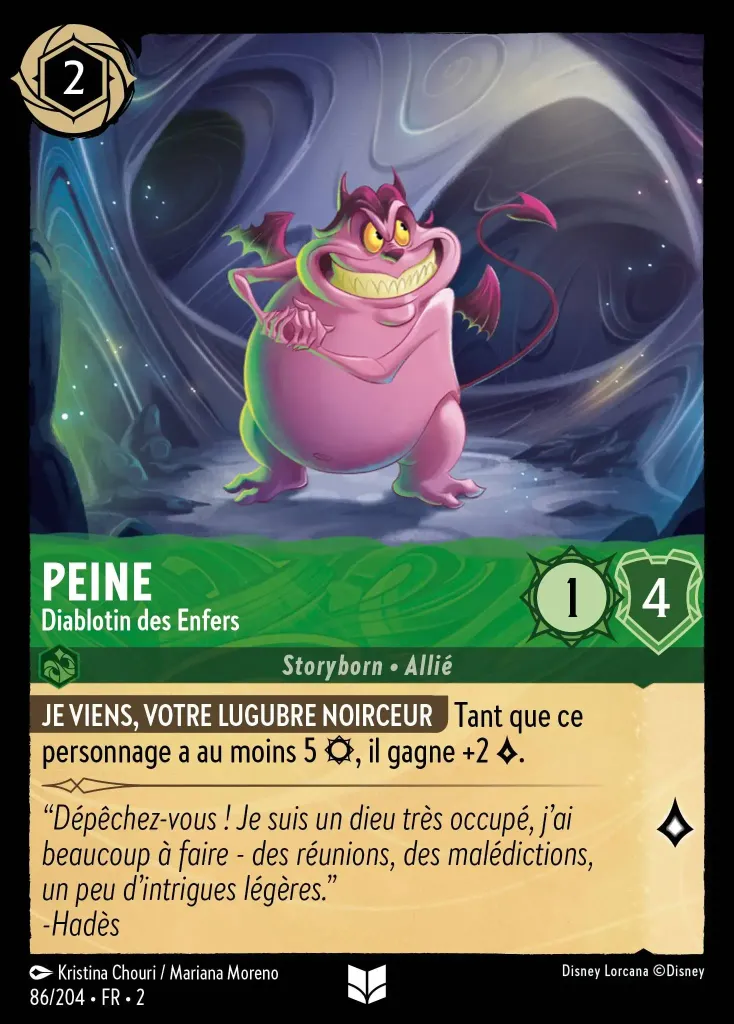 2
PEINE
Diablotin des Enfers
1
4
Storyborn • Allié
JE VIENS, VOTRE LUGUBRE NOIRCEUR Tant que ce
personnage a au moins 5 , il gagne +2 .
“Dépêchez-vous ! Je suis un dieu très occupé, j’ai
beaucoup à faire - des réunions, des malédictions,
un peu d’intrigues légères.”
-Hadès
Kristina Chouri / Mariana Moreno
Disney Lorcana ©Disney
86/204 • FR • 2